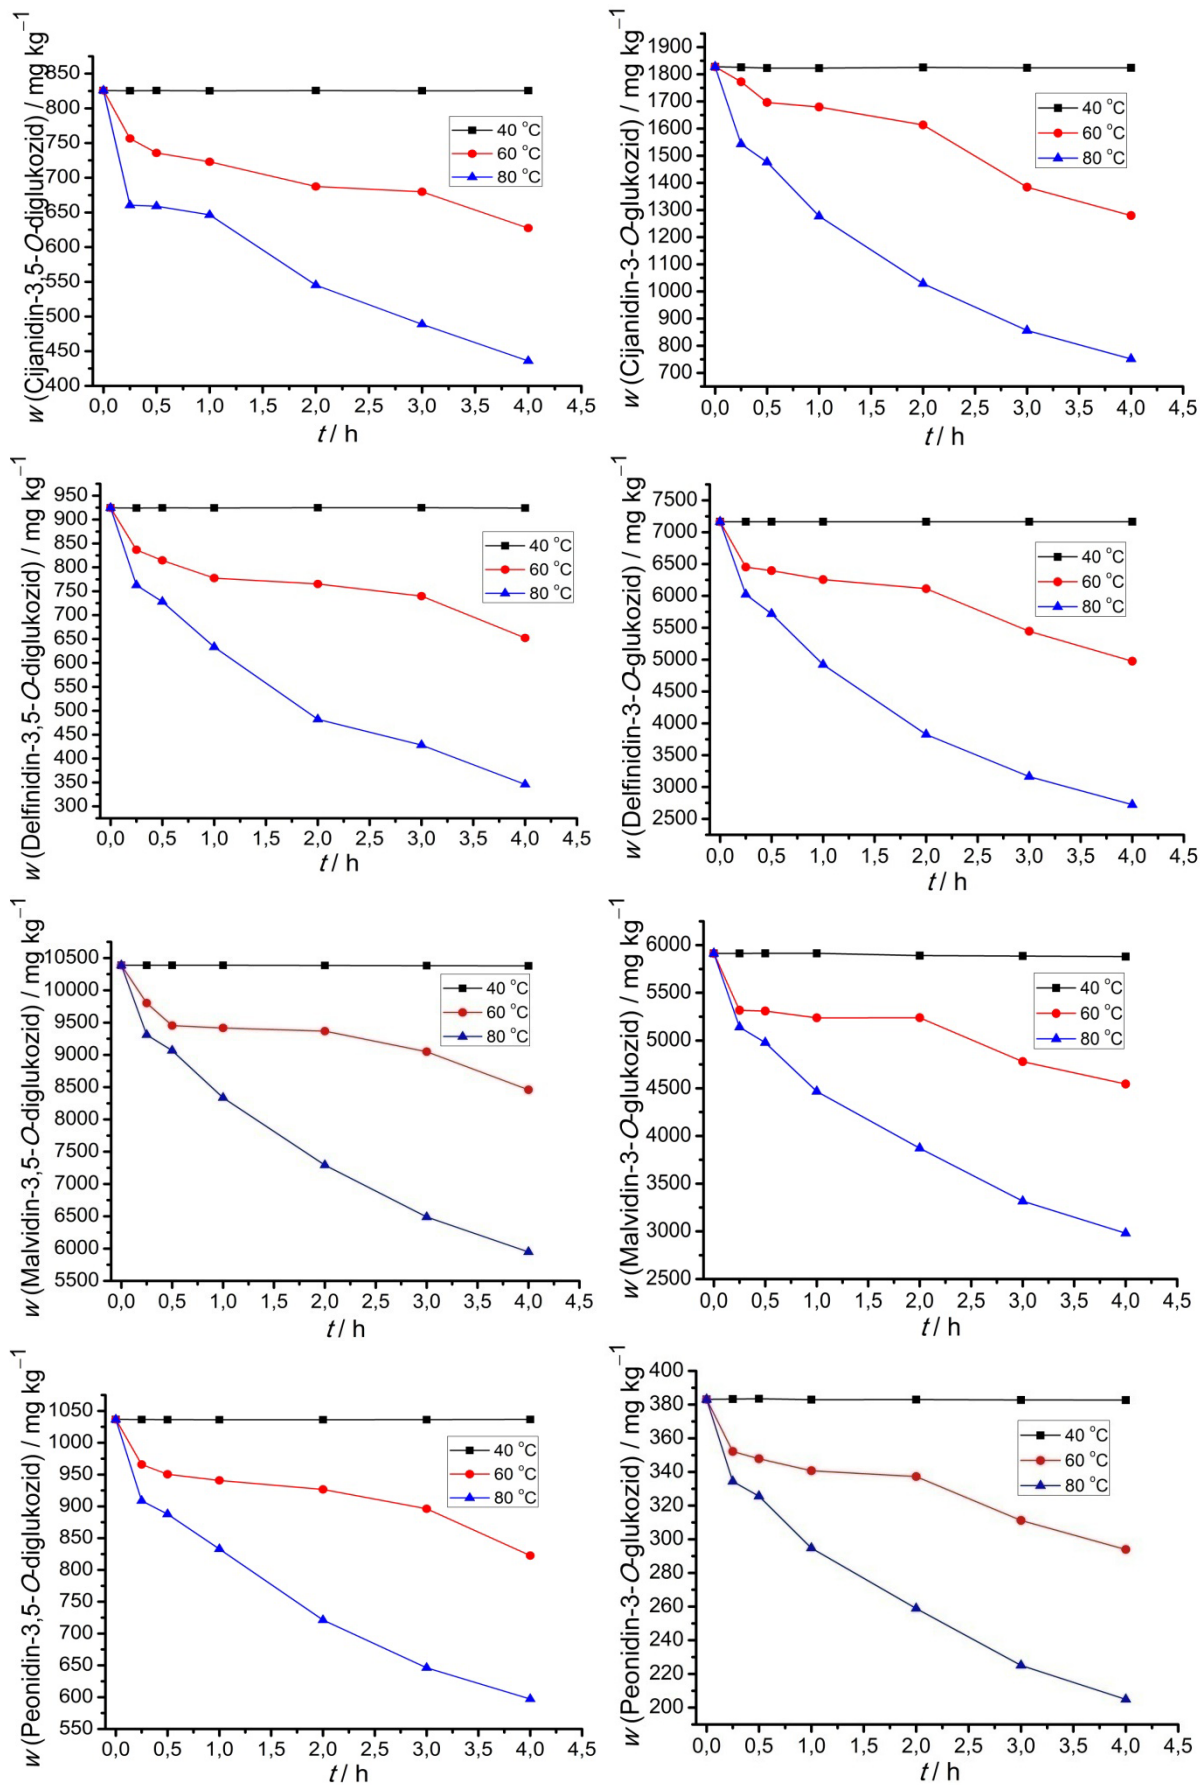 w (Cijanidin-3,5-O-diglukozid) / mg kg⁻¹
850
800
750
700
650
600
550
500
450
400
40 °C
60 °C
80 °C
0,0 0,5 1,0 1,5 2,0 2,5 3,0 3,5 4,0 4,5
t / h
w (Cijanidin-3-O-glukozid) / mg kg⁻¹
1900
1800
1700
1600
1500
1400
1300
1200
1100
1000
900
800
700
40 °C
60 °C
80 °C
0,0 0,5 1,0 1,5 2,0 2,5 3,0 3,5 4,0 4,5
t / h
w (Delfinidin-3,5-O-diglukozid) / mg kg⁻¹
950
900
850
800
750
700
650
600
550
500
450
400
350
300
40 °C
60 °C
80 °C
0,0 0,5 1,0 1,5 2,0 2,5 3,0 3,5 4,0 4,5
t / h
w (Delfinidin-3-O-glukozid) / mg kg⁻¹
7500
7000
6500
6000
5500
5000
4500
4000
3500
3000
2500
40 °C
60 °C
80 °C
0,0 0,5 1,0 1,5 2,0 2,5 3,0 3,5 4,0 4,5
t / h
w (Malvidin-3,5-O-diglukozid) / mg kg⁻¹
10500
10000
9500
9000
8500
8000
7500
7000
6500
6000
5500
40 °C
60 °C
80 °C
0,0 0,5 1,0 1,5 2,0 2,5 3,0 3,5 4,0 4,5
t / h
w (Malvidin-3-O-glukozid) / mg kg⁻¹
6000
5500
5000
4500
4000
3500
3000
2500
40 °C
60 °C
80 °C
0,0 0,5 1,0 1,5 2,0 2,5 3,0 3,5 4,0 4,5
t / h
w (Peonidin-3,5-O-diglukozid) / mg kg⁻¹
1050
1000
950
900
850
800
750
700
650
600
550
40 °C
60 °C
80 °C
0,0 0,5 1,0 1,5 2,0 2,5 3,0 3,5 4,0 4,5
t / h
w (Peonidin-3-O-glukozid) / mg kg⁻¹
400
380
360
340
320
300
280
260
240
220
200
40 °C
60 °C
80 °C
0,0 0,5 1,0 1,5 2,0 2,5 3,0 3,5 4,0 4,5
t / h